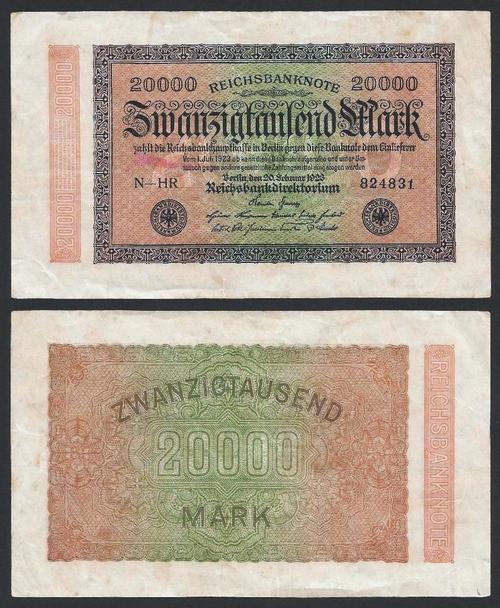 20000 REICHSBANKNOTE 20000
Zwanzigtausend Mark
zahlt die Reichsbankhauptkasse in Berlin gegen diese Banknote dem Einlieferer
Vom 1. Juli 1923 ab kann diese Banknote aufgerufen und unter Um-
tausch gegen andere gesetzliche Zahlungsmittel eingezogen werden
Berlin, den 20. Februar 1923
N-HR Reichsbankdirektorium 824831
20000 20000
ZWANZIGTAUSEND
20000
MARK
REICHSBANKNOTE